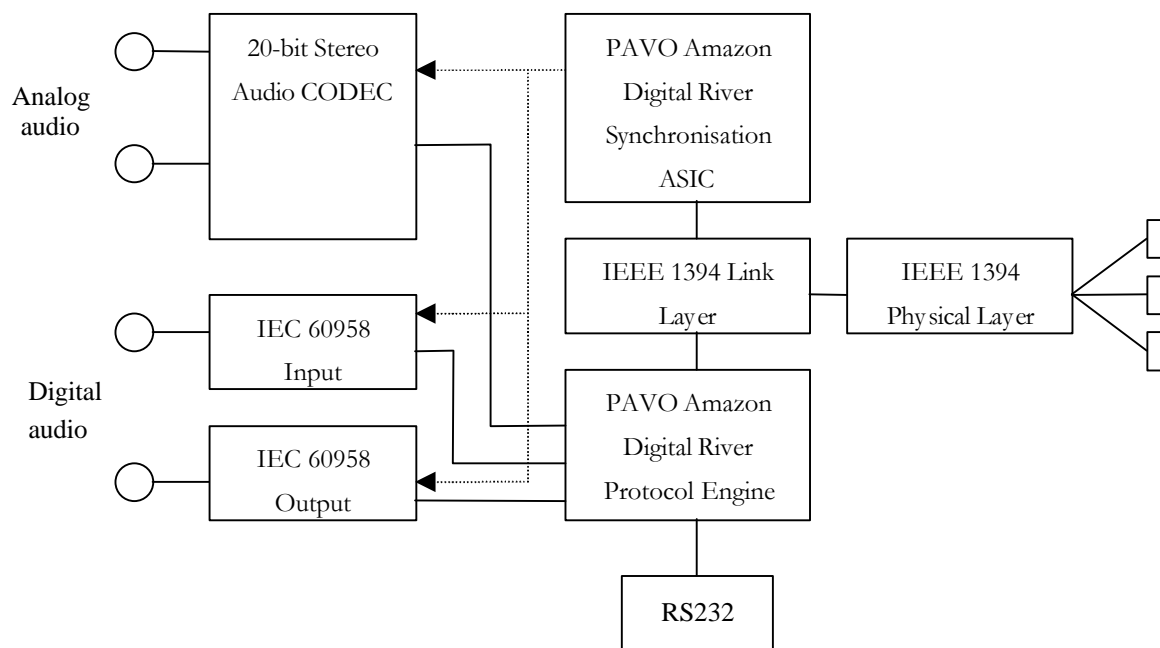 Analog
audio
20-bit Stereo
Audio CODEC
PAVO Amazon
Digital River
Synchronisation
ASIC
IEEE 1394 Link
Layer
IEEE 1394
Physical Layer
Digital
audio
IEC 60958
Input
IEC 60958
Output
PAVO Amazon
Digital River
Protocol Engine
RS232